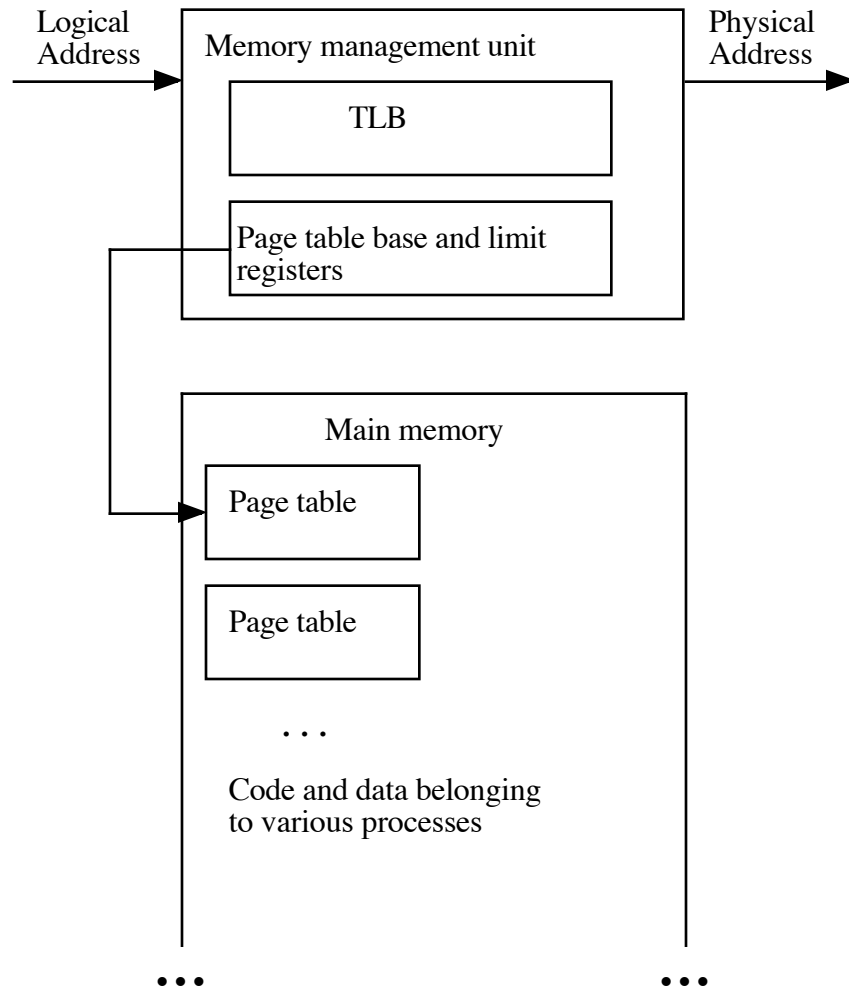 Logical
Address
Memory management unit
Physical
Address
TLB
Page table base and limit
registers
Main memory
Page table
Page table
...
Code and data belonging
to various processes
... ...